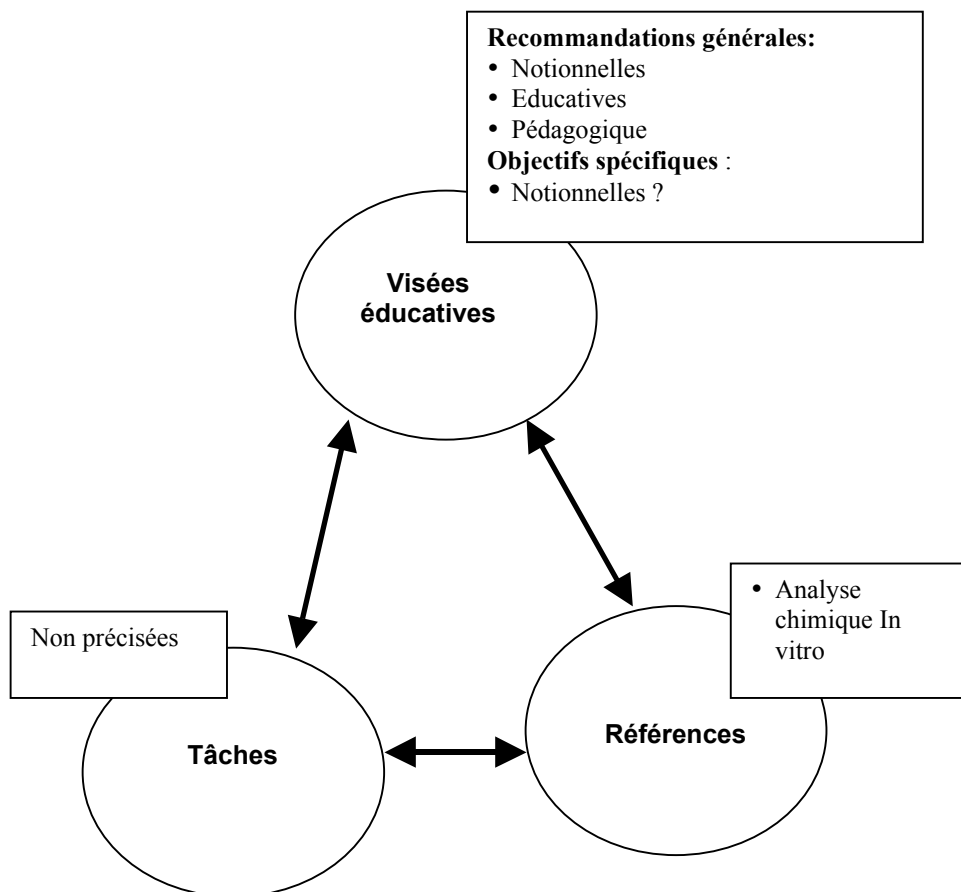 Recommandations générales:
• Notionnelles
• Educatives
• Pédagogique
Objectifs spécifiques :
• Notionnelles ?
Visées
éducatives
Non précisées
Tâches
• Analyse
chimique In
vitro
Références